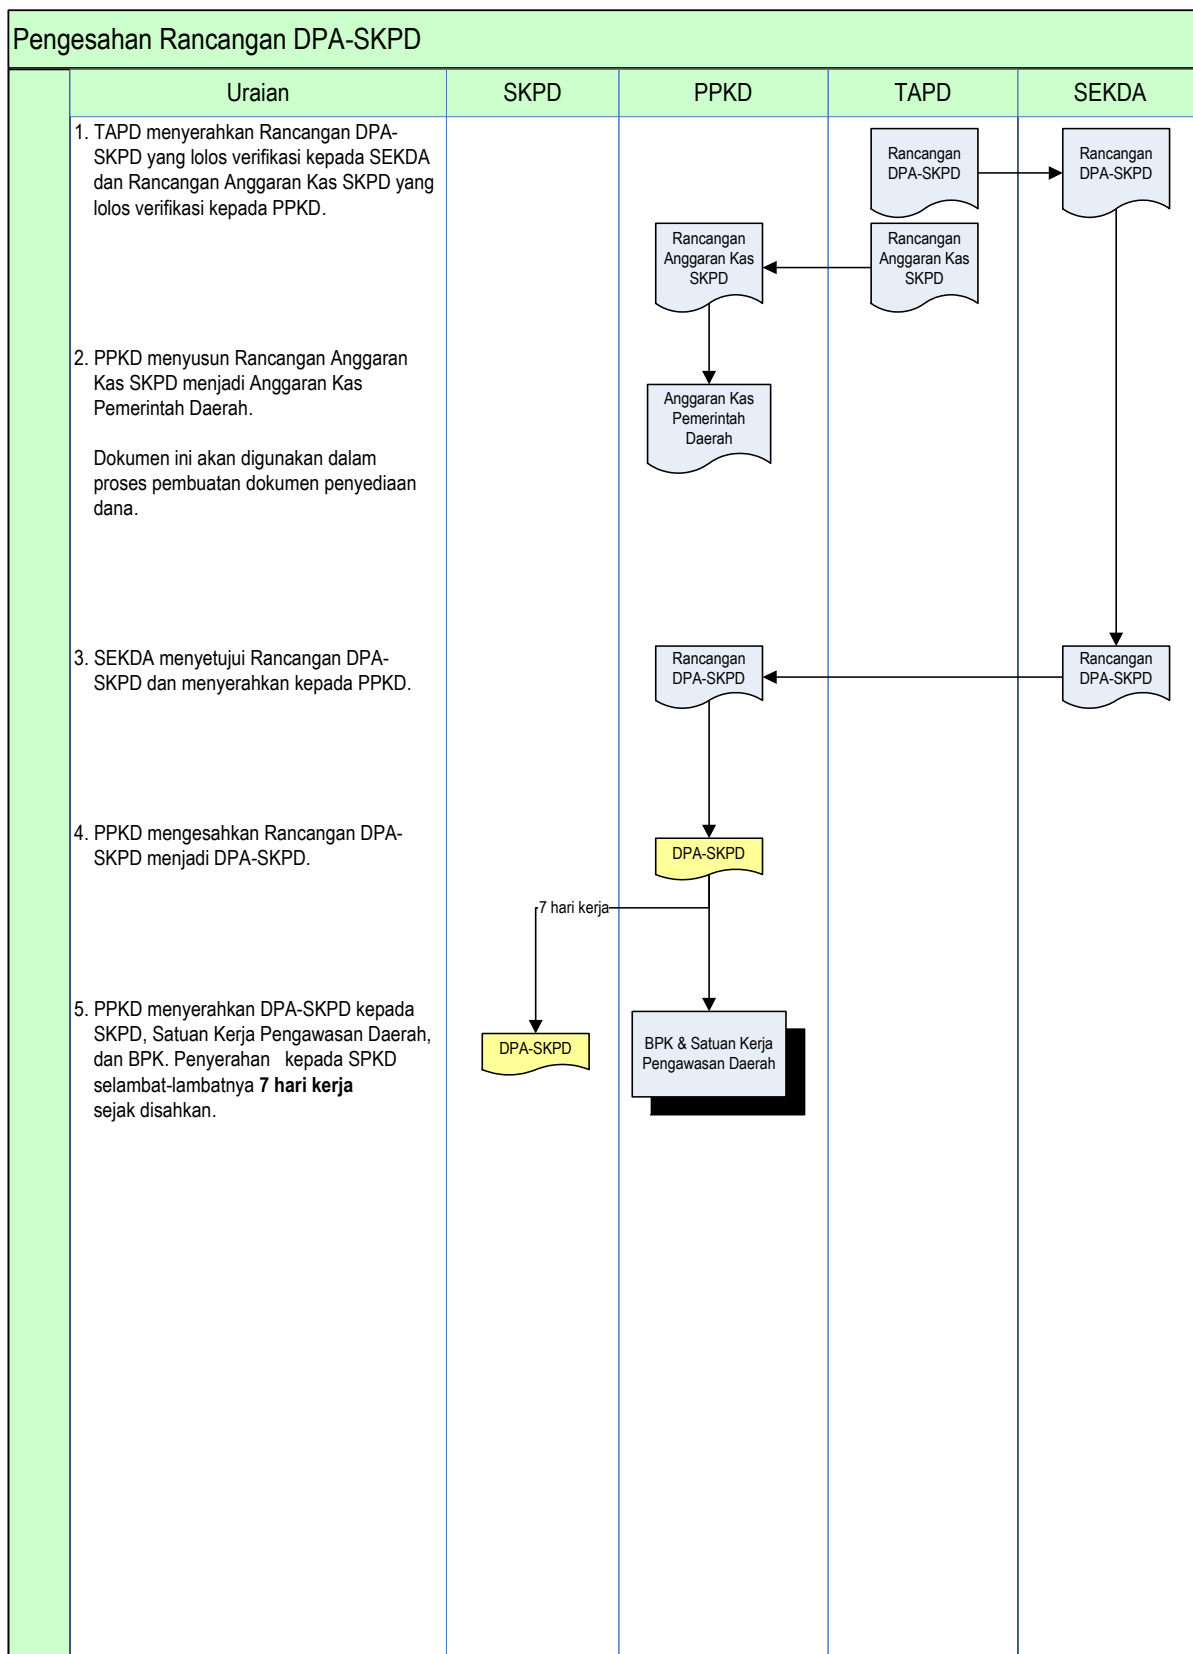 Pengesahan Rancangan DPA-SKPD
Uraian
SKPD
PPKD
TAPD
SEKDA
1. TAPD menyerahkan Rancangan DPA-
SKPD yang lolos verifikasi kepada SEKDA
dan Rancangan Anggaran Kas SKPD yang
lolos verifikasi kepada PPKD.
Rancangan
DPA-SKPD
Rancangan
DPA-SKPD
Rancangan
Anggaran Kas
SKPD
Rancangan
Anggaran Kas
SKPD
2. PPKD menyusun Rancangan Anggaran
Kas SKPD menjadi Anggaran Kas
Pemerintah Daerah.
Dokumen ini akan digunakan dalam
proses pembuatan dokumen penyediaan
dana.
Anggaran Kas
Pemerintah
Daerah
3. SEKDA menyetujui Rancangan DPA-
SKPD dan menyerahkan kepada PPKD.
Rancangan
DPA-SKPD
Rancangan
DPA-SKPD
4. PPKD mengesahkan Rancangan DPA-
SKPD menjadi DPA-SKPD.
DPA-SKPD
7 hari kerja
5. PPKD menyerahkan DPA-SKPD kepada
SKPD, Satuan Kerja Pengawasan Daerah,
dan BPK. Penyerahan kepada SPKD
selambat-lambatnya 7 hari kerja
sejak disahkan.
DPA-SKPD
BPK & Satuan Kerja
Pengawasan Daerah